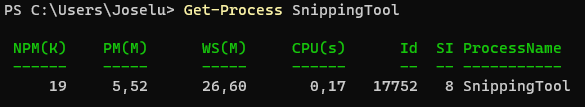 PS C:\Users\Joselu> Get-Process SnippingTool
NPM(K) PM(M) WS(M) CPU(s) Id SI ProcessName
------ ----- ----- ------ -- -- -----------
19 5,52 26,60 0,17 17752 8 SnippingTool